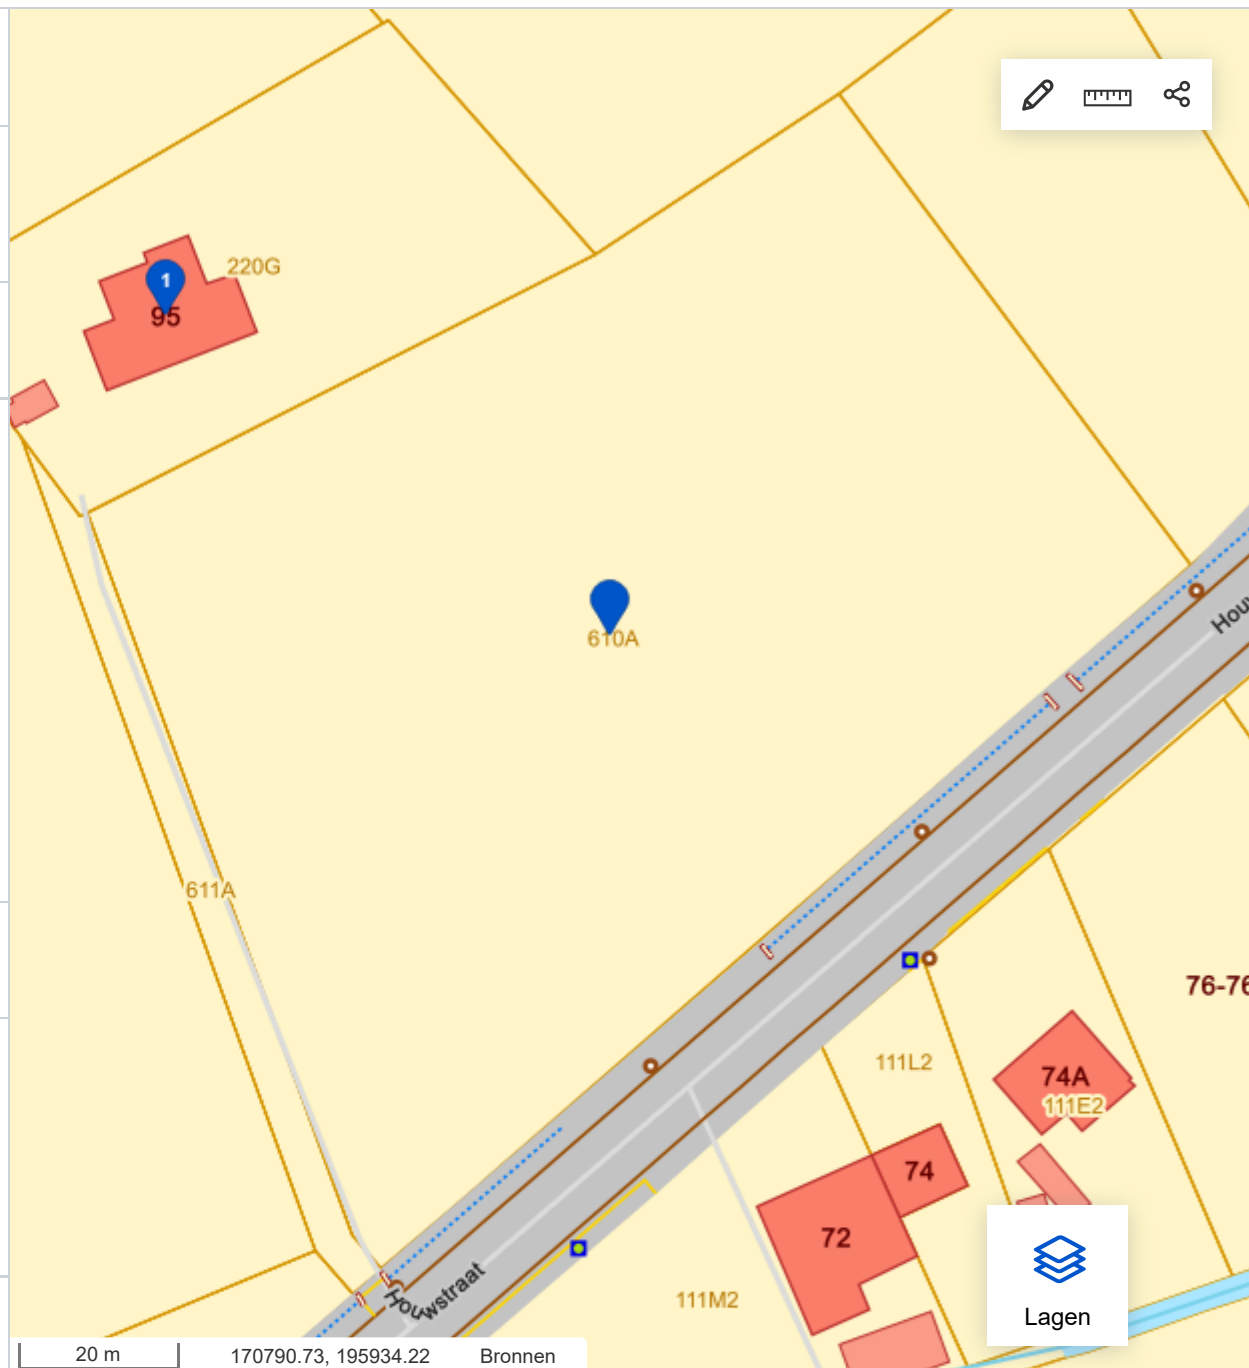 220G
1
95
610A
Houwstraat
611A
76-76
111L2
74A
111E2
74
72
Houwstraat
111M2
Lagen
20 m
170790.73, 195934.22
Bronnen